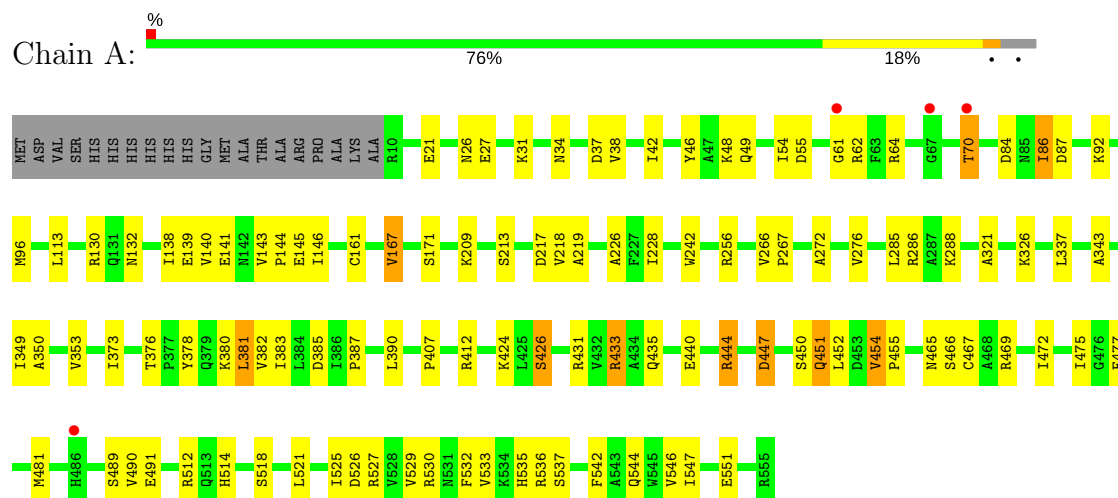 %
Chain A:
76% 18% • •
MET ASP VAL SER HIS HIS HIS HIS HIS HIS GLY MET ALA THR ALA ARG PRO ALA LYS ALA R10 E21 N26 E27 K31 N34 D37 V38 I42 Y46 A47 K48 Q49 I54 D55 G61 R62 F63 R64 G67 T70 D84 N85 I86 D87 K92
M96 L113 R130 Q131 N132 I138 E139 V140 E141 N142 V143 P144 E145 I146 C161 V167 S171 K209 S213 D217 V218 A219 A226 F227 I228 W242 R256 V266 P267 A272 V276 L285 R286 A287 K288 A321 K326 L337 A343
I349 A350 V353 I373 T376 P377 Y378 Q379 K380 L381 V382 I383 L384 D385 I386 P387 L390 P407 R412 K424 L425 S426 R431 V432 R433 A434 Q435 E440 R444 D447 S450 Q451 L452 D453 V454 P455 N465 S466 C467 A468 R469 I472 I475 G476 E477
M481 H486 S489 V490 E491 R512 Q513 H514 S518 L521 I525 D526 R527 V528 V529 R530 N531 F532 V533 K534 H535 R536 S537 F542 A543 Q544 W545 V546 I547 E551 R555